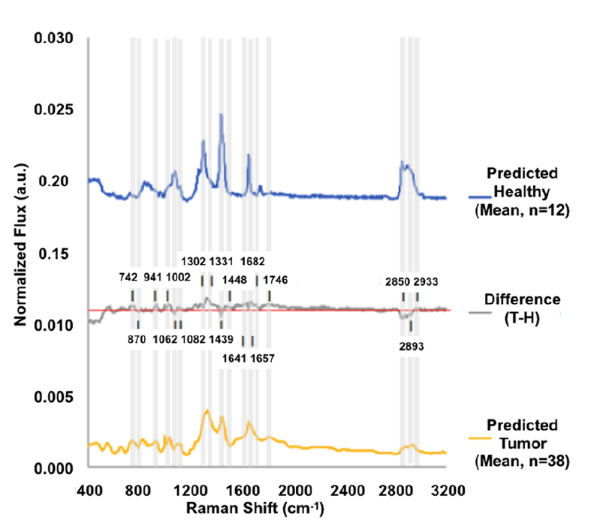 0.030
0.025
0.20
0.15
0.010
0.005
0.000
Normalized Flux (a.u.)
Predicted
Healthy
(Mean, n=12)
1302 1331 1682
742 941 1002 1448 1746 2850 2933
Difference
(T-H)
870 1062 1082 1439 2893
1641 1657
Predicted
Tumor
(Mean, n=38)
400 800 1200 1600 2000 2400 2800 3200
Raman Shift (cm-1)